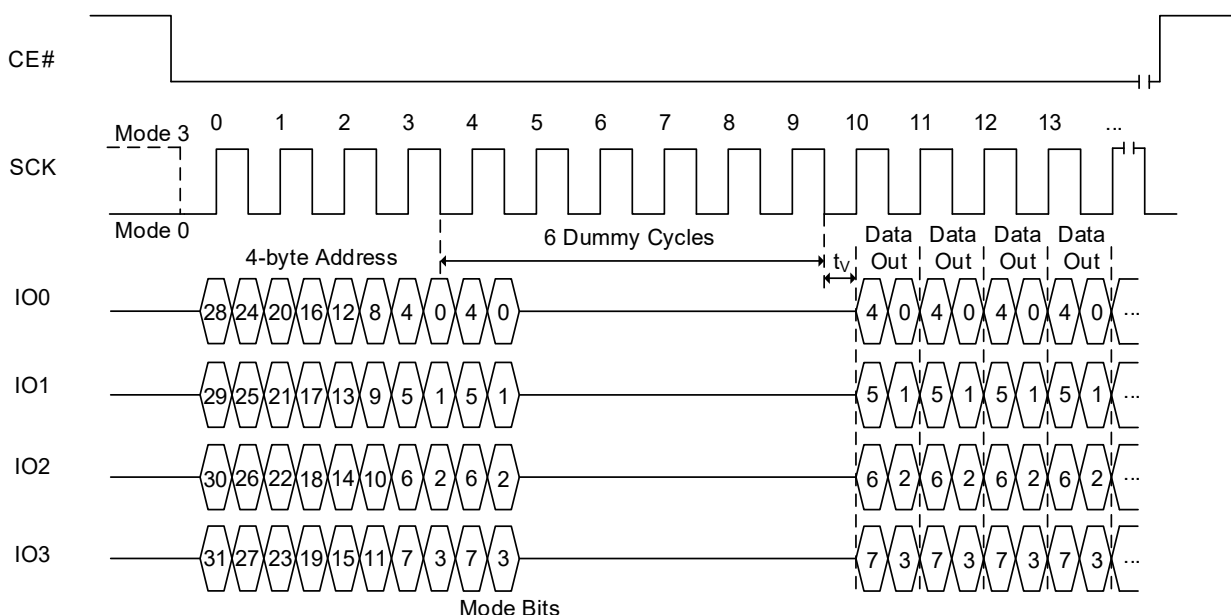 CE#
0 1 2 3 4 5 6 7 8 9 10 11 12 13 ...
Mode 3
SCK
Mode 0
6 Dummy Cycles
Data Data Data Data
4-byte Address
tV
Out Out Out Out
IO0
28 24 20 16 12 8 4 0 4 0 4 0 4 0 4 0 4 0 ...
IO1
29 25 21 17 13 9 5 1 5 1 5 1 5 1 5 1 5 1 ...
IO2
30 26 22 18 14 10 6 2 6 2 6 2 6 2 6 2 6 2 ...
IO3
31 27 23 19 15 11 7 3 7 3 7 3 7 3 7 3 7 3 ...
Mode Bits